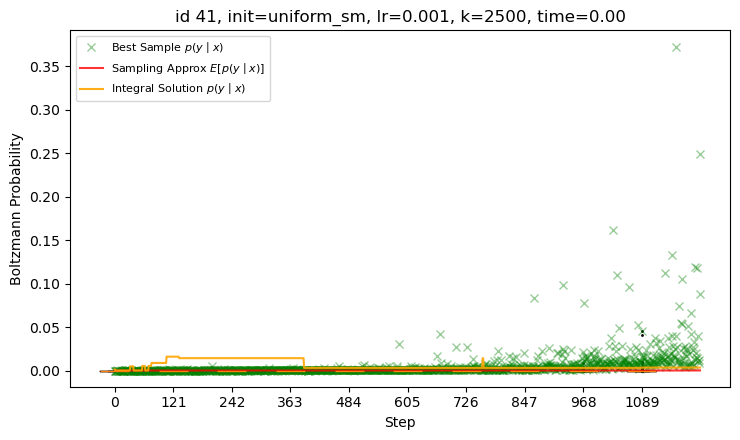 id 41, init=uniform_sm, lr=0.001, k=2500, time=0.00
Best Sample p(y | x)
Sampling Approx E[p(y | x)]
Integral Solution p(y | x)
Boltzmann Probability
0.35
0.30
0.25
0.20
0.15
0.10
0.05
0.00
0 121 242 363 484 605 726 847 968 1089
Step